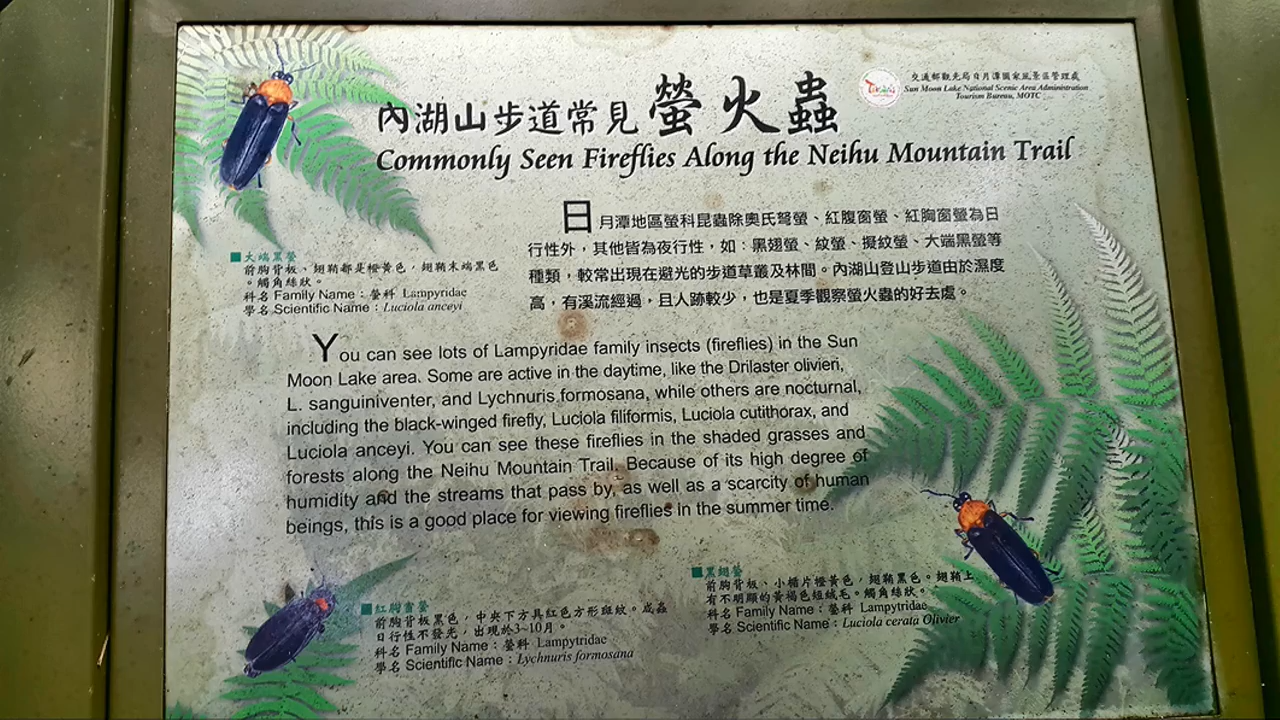 內湖山步道常見螢火蟲
Commonly Seen Fireflies Along the Neihu Mountain Trail
交通部觀光局日月潭國家風景區管理處
Sun Moon Lake National Scenic Area Administration
Tourism Bureau, MOTC
日月潭地區螢科昆蟲除奧氏弩螢、紅腹窗螢、紅胸窗螢為日
行性外，其他皆為夜行性，如：黑翅螢、紋螢、擬紋螢、大端黑螢等
種類，較常出現在避光的步道草叢及林間。內湖山登山步道由於濕度
高，有溪流經過，且人跡較少，也是夏季觀察螢火蟲的好去處。
■大端黑螢
前胸背板、翅鞘都是橙黃色，翅鞘末端黑色
。觸角絲狀。
科名 Family Name：螢科 Lampyridae
學名 Scientific Name：Luciola anceyi
You can see lots of Lampyridae family insects (fireflies) in the Sun
Moon Lake area. Some are active in the daytime, like the Drilaster olivieri,
L. sanguiniventer, and Lychnuris formosana, while others are nocturnal,
including the black-winged firefly, Luciola filiformis, Luciola cutithorax, and
Luciola anceyi. You can see these fireflies in the shaded grasses and
forests along the Neihu Mountain Trail. Because of its high degree of
humidity and the streams that pass by, as well as a scarcity of human
beings, this is a good place for viewing fireflies in the summer time.
■紅胸窗螢
前胸背板黑色，中央下方具紅色方形斑紋。成蟲
日行性不發光，出現於3~10月。
科名 Family Name：螢科 Lampytridae
學名 Scientific Name：Lychnuris formosana
■黑翅螢
前胸背板、小楯片橙黃色，翅鞘黑色。翅鞘上
有不明顯的黃褐色短絨毛。觸角絲狀。
科名 Family Name：螢科 Lampytridae
學名 Scientific Name：Luciola cerata Olivier